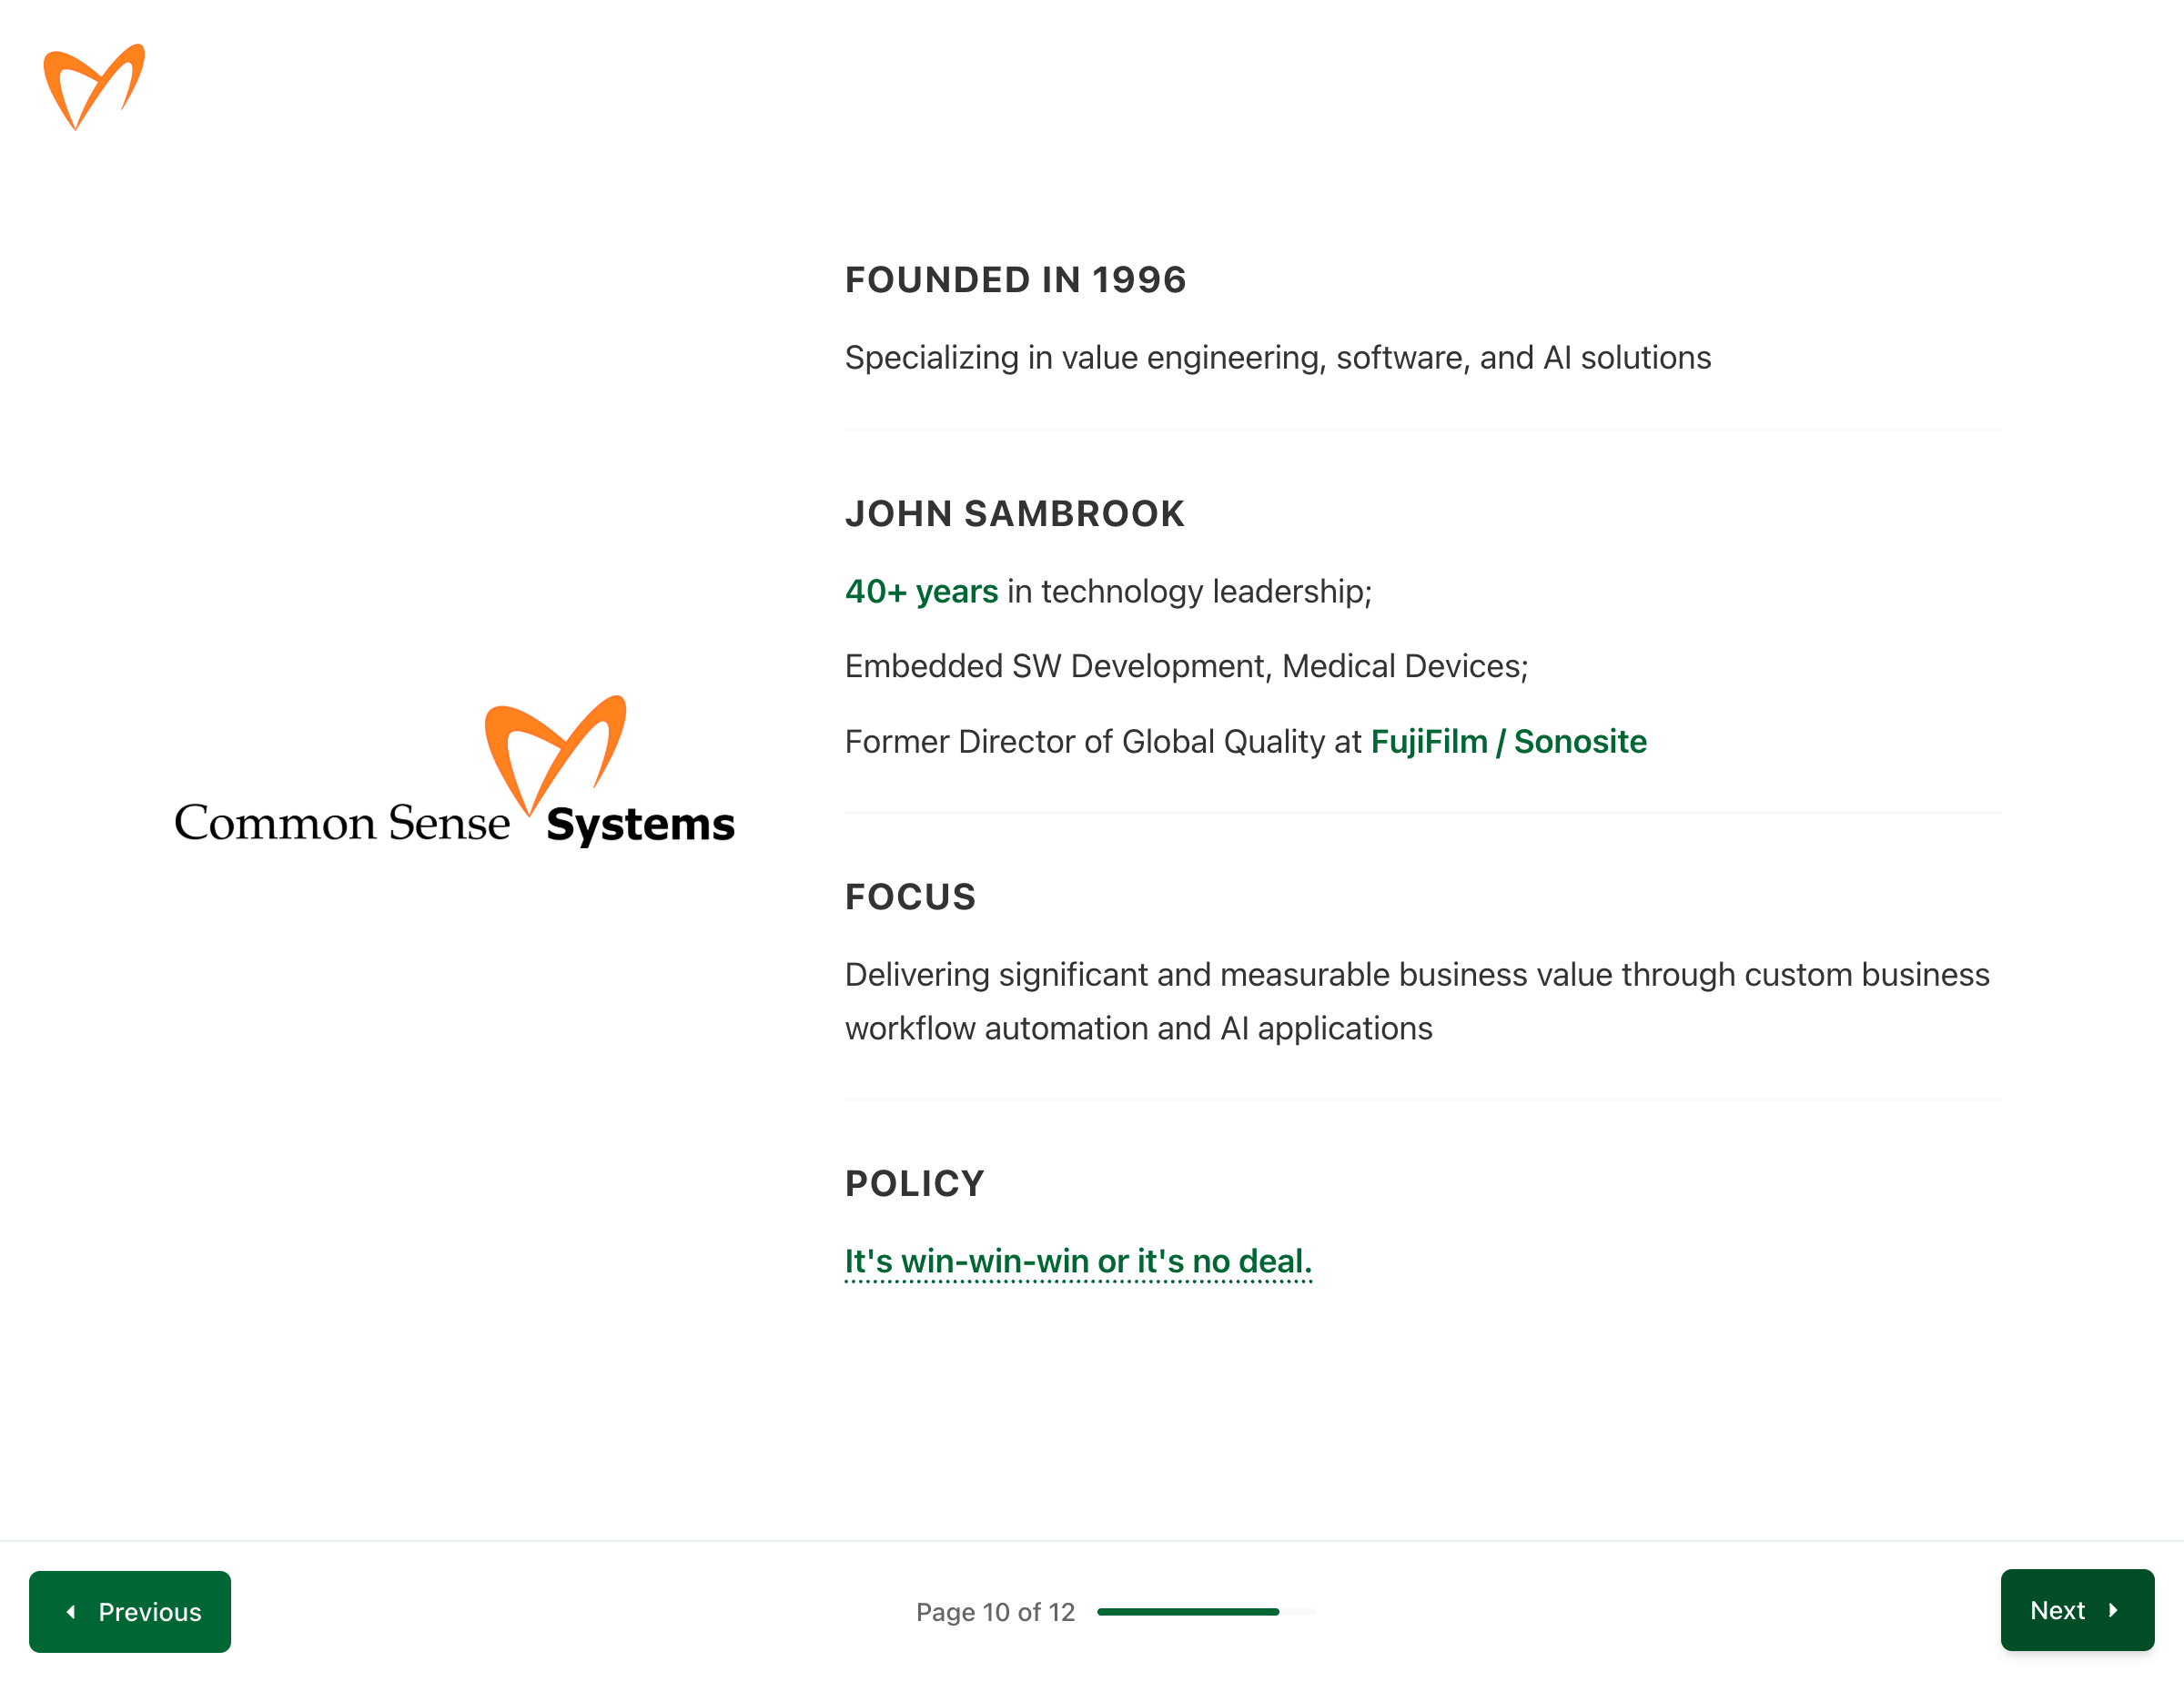 FOUNDED IN 1996
Specializing in value engineering, software, and AI solutions
JOHN SAMBROOK
40+ years in technology leadership;
Embedded SW Development, Medical Devices;
Former Director of Global Quality at FujiFilm / Sonosite
Common Sense Systems
FOCUS
Delivering significant and measurable business value through custom business
workflow automation and AI applications
POLICY
It's win-win-win or it's no deal.
Previous
Page 10 of 12
Next